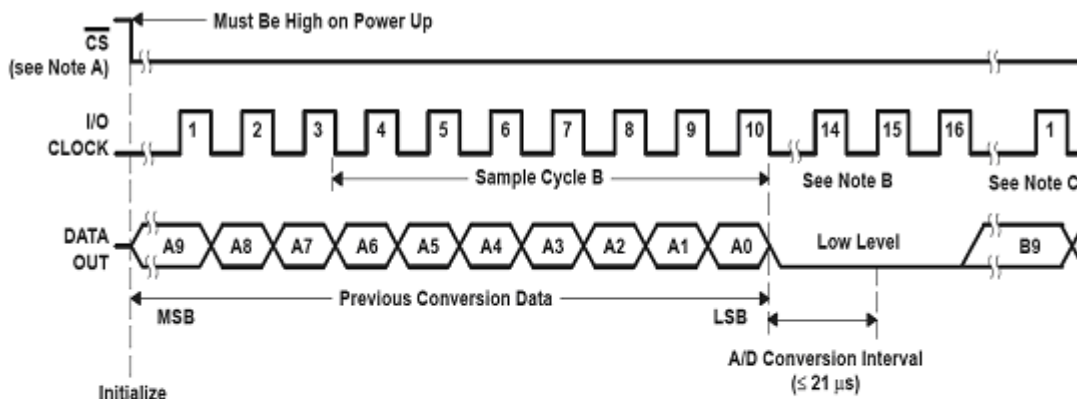 Must Be High on Power Up
CS
(see Note A)
I/O
CLOCK
1 2 3 4 5 6 7 8 9 10 14 15 16 1
Sample Cycle B
See Note B
See Note C
DATA
OUT
A9 A8 A7 A6 A5 A4 A3 A2 A1 A0 Low Level B9
Previous Conversion Data
MSB
LSB
A/D Conversion Interval
(≤ 21 μs)
Initialize